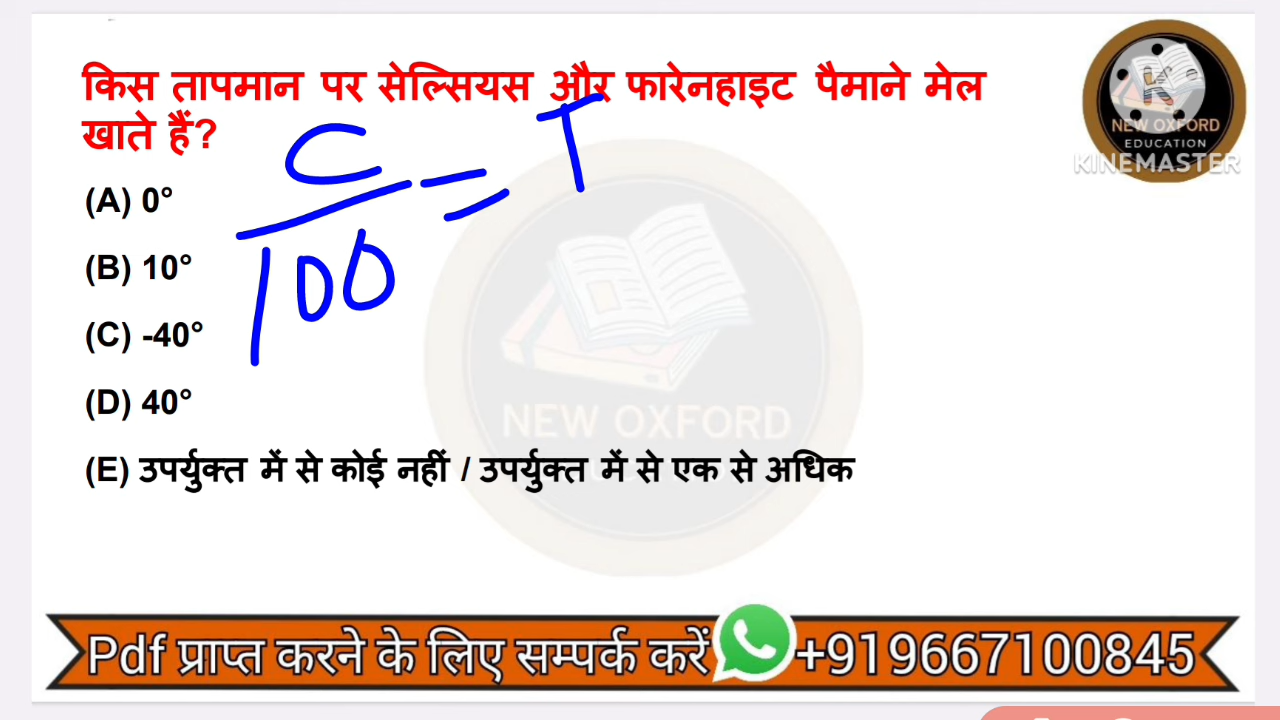 किस तापमान पर सेल्सियस और फारेनहाइट पैमाने मेल
खाते हैं?
(A) 0°
(B) 10°
(C) -40°
(D) 40°
(E) उपर्युक्त में से कोई नहीं / उपर्युक्त में से एक से अधिक
C
100
= T
K
NEW OXFORD
EDUCATION
KINEMASTER
NEW OXFORD
Pdf प्राप्त करने के लिए सम्पर्क करें +919667100845